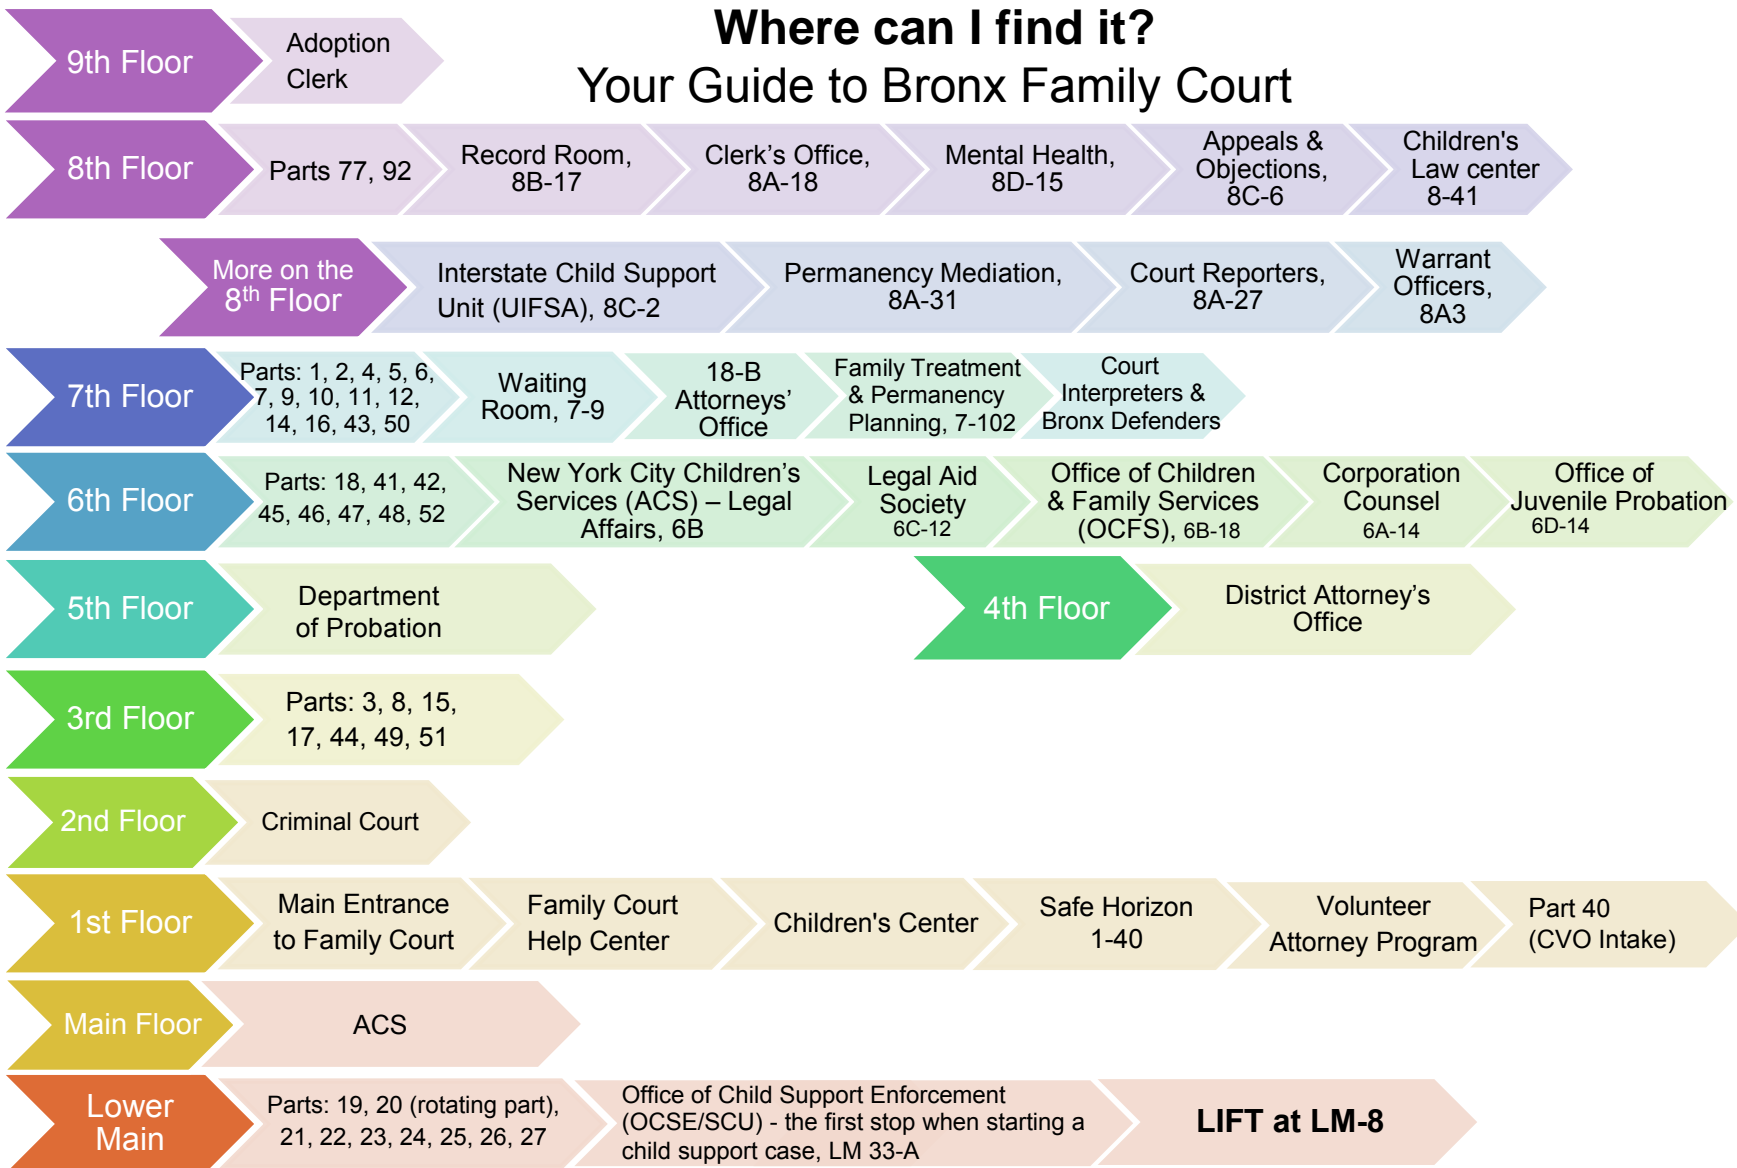 Where can I find it?
Your Guide to Bronx Family Court
9th Floor
Adoption
Clerk
8th Floor
Parts 77, 92
Record Room,
8B-17
Clerk’s Office,
8A-18
Mental Health,
8D-15
Appeals &
Objections,
8C-6
Children's
Law center
8-41
More on the
8th Floor
Interstate Child Support
Unit (UIFSA), 8C-2
Permanency Mediation,
8A-31
Court Reporters,
8A-27
Warrant
Officers,
8A3
7th Floor
Parts: 1, 2, 4, 5, 6,
7, 9, 10, 11, 12,
14, 16, 43, 50
Waiting
Room, 7-9
18-B
Attorneys’
Office
Family Treatment
& Permanency
Planning, 7-102
Court
Interpreters &
Bronx Defenders
6th Floor
Parts: 18, 41, 42,
45, 46, 47, 48, 52
New York City Children’s
Services (ACS) – Legal
Affairs, 6B
Legal Aid
Society
6C-12
Office of Children
& Family Services
(OCFS), 6B-18
Corporation
Counsel
6A-14
Office of
Juvenile Probation
6D-14
5th Floor
Department
of Probation
4th Floor
District Attorney’s
Office
3rd Floor
Parts: 3, 8, 15,
17, 44, 49, 51
2nd Floor
Criminal Court
1st Floor
Main Entrance
to Family Court
Family Court
Help Center
Children's Center
Safe Horizon
1-40
Volunteer
Attorney Program
Part 40
(CVO Intake)
Main Floor
ACS
Lower
Main
Parts: 19, 20 (rotating part),
21, 22, 23, 24, 25, 26, 27
Office of Child Support Enforcement
(OCSE/SCU) - the first stop when starting a
child support case, LM 33-A
LIFT at LM-8